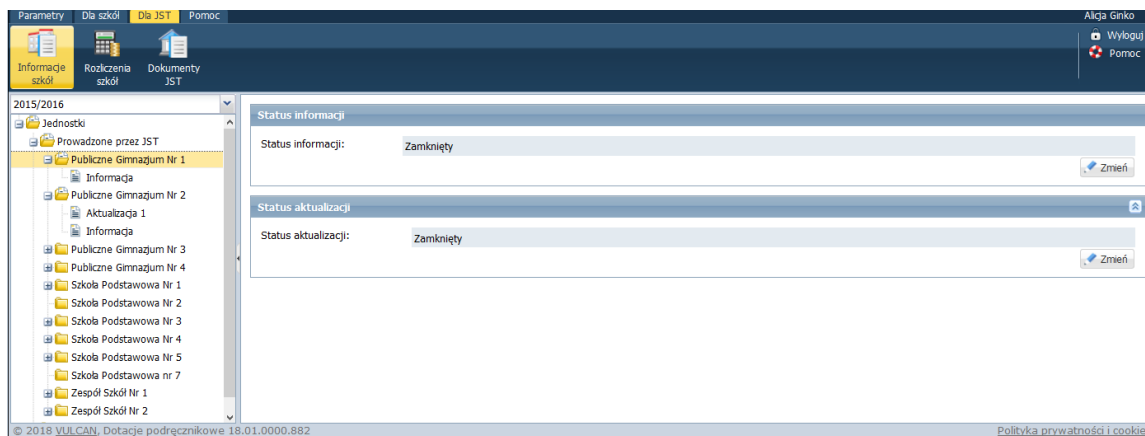 Parametry Dla szkół Dla JST Pomoc Alicja Ginko
Wyloguj
Pomoc
Informacje szkół
Rozliczenia szkół
Dokumenty JST
2015/2016
Jednostki
Prowadzone przez JST
Publiczne Gimnazjum Nr 1
Informacja
Publiczne Gimnazjum Nr 2
Aktualizacja 1
Informacja
Publiczne Gimnazjum Nr 3
Publiczne Gimnazjum Nr 4
Szkoła Podstawowa Nr 1
Szkoła Podstawowa Nr 2
Szkoła Podstawowa Nr 3
Szkoła Podstawowa Nr 4
Szkoła Podstawowa Nr 5
Szkoła Podstawowa nr 7
Zespół Szkół Nr 1
Zespół Szkół Nr 2
Status informacji
Status informacji: Zamknięty
Zmień
Status aktualizacji
Status aktualizacji: Zamknięty
Zmień
© 2018 VULCAN, Dotacje podręcznikowe 18.01.0000.882 Polityka prywatności i cookie